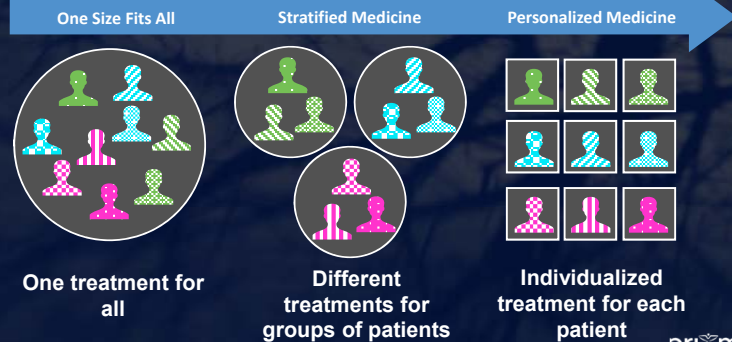 One Size Fits All
Stratified Medicine
Personalized Medicine
One treatment for
all
Different
treatments for
groups of patients
Individualized
treatment for each
patient